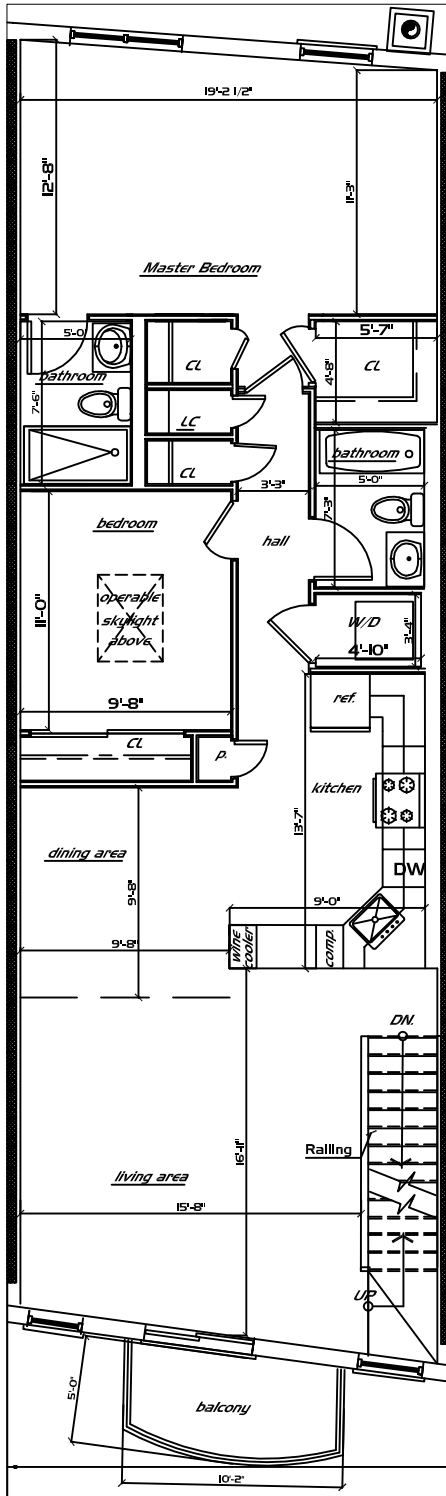 19'-2 1/2"
12'-8"
11'-3"
Master Bedroom
5'-0
5'-7"
CL
CL
bathroom
4'-8"
7'-6"
LC
CL
bathroom
5'-0"
3'-3"
7'-3"
bedroom
hall
operable
skylight
above
11'-0"
W/D
3'-4"
4'-10"
9'-8"
ref.
CL
P.
kitchen
13'-7"
dining area
DW
9'-8"
9'-0"
9'-8"
wine
cooler
comp.
DN.
Railing
16'-11"
living area
15'-8"
UP
5'-0"
balcony
10'-2"